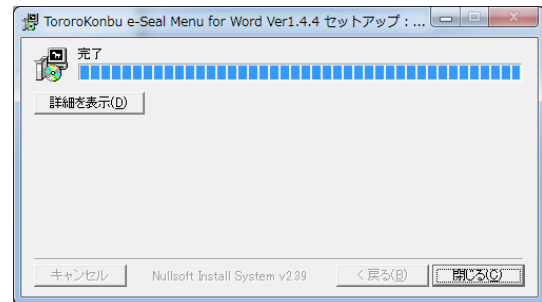 TororoKonbu e-Seal Menu for Word Ver1.4.4 セットアップ : ...
完了
詳細を表示(D)
キャンセル
Nullsoft Install System v2.39
< 戻る(B)
閉じる(C)